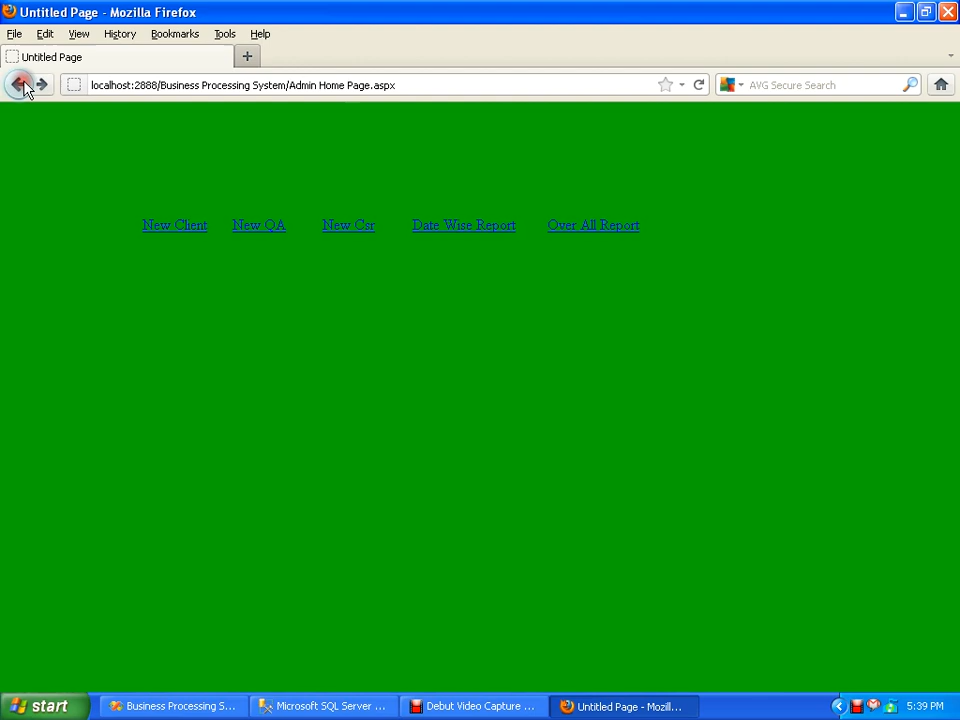 Untitled Page - Mozilla Firefox
File Edit View History Bookmarks Tools Help
Untitled Page
localhost:2888/Business Processing System/Admin Home Page.aspx
AVG Secure Search
New Client New QA New Csr Date Wise Report Over All Report
start
Business Processing S...
Microsoft SQL Server ...
Debut Video Capture ...
Untitled Page - Mozill...
5:39 PM